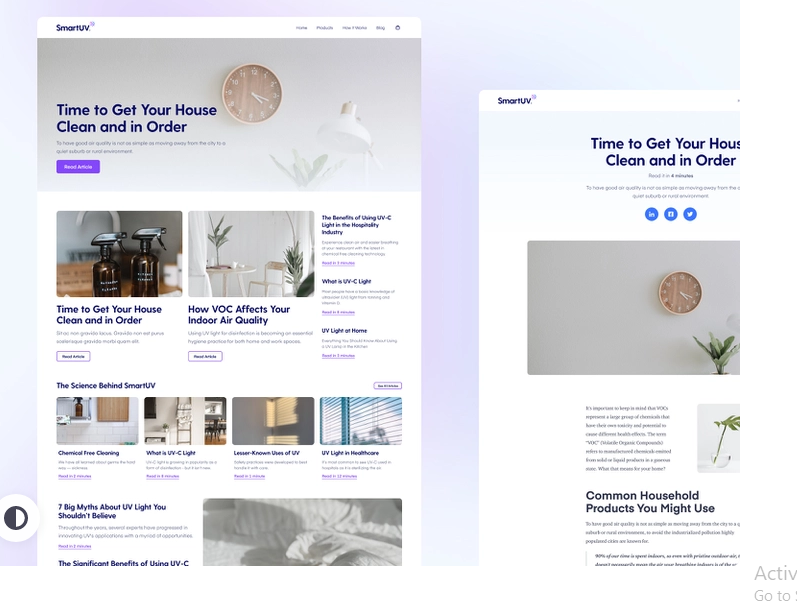 SmartUV
Home Products How it Works Blog
Time to Get Your House
Clean and in Order
To have good air quality is not as simple as moving away from the city to a
quiet suburb or rural environment.
Read Article
The Benefits of Using UV-C
Light in the Hospitality
Industry
Experience clean air and easier breathing
at your restaurant with the latest in
chemical-free cleaning technology.
Read in 3 minutes
What is UV-C Light
Most people have a basic knowledge of
ultraviolet (UV) light from tanning and
vitamin D.
Read in 5 minutes
UV Light at Home
Everything You Should Know About Using
a UV Lamp in the Kitchen
Read in 3 minutes
Time to Get Your House
Clean and in Order
Sit ac non gravida lacus. Gravida non est purus
scelerisque gravida morbi quam elit.
Read Article
How VOC Affects Your
Indoor Air Quality
Using UV light for disinfection is becoming an essential
hygiene practice for both home and work spaces.
Read Article
The Science Behind SmartUV
See All Articles
Chemical Free Cleaning
We have all learned about germs the hard
way — sickness.
Read in 2 minutes
What is UV-C Light
UV-C light is growing in popularity as a
form of disinfection - but it isn't new.
Read in 6 minutes
Lesser-Known Uses of UV
Safety practices were developed to best
handle it with care.
Read in 1 minute
UV Light in Healthcare
It's most commonly see UV-C used in
hospitals as in a sterilizing the air.
Read in 12 minutes
7 Big Myths About UV Light You
Shouldn't Believe
Throughout the years, several experts have progressed in
innovating UV's applications with a myriad of opportunities.
Read in 2 minutes
The Significant Benefits of Using UV-C
SmartUV
Time to Get Your Hous
Clean and in Order
Read it in 4 minutes
To have good air quality is not as simple as moving away from the c
quiet suburb or rural environment
It's important to keep in mind that VOCs
represent a large group of chemicals that
have their own toxicity and potential to
cause different health effects. The term
"VOC" (Volatile Organic Compounds)
refers to manufactured chemicals emitted
from solid or liquid products in a gaseous
state. What that means for your home?
Common Household
Products You Might Use
To have good air quality is not as simple as moving away from the city to a q
suburb or rural environment, to avoid the industrialized pollution highly
populated cities are known for.
90% of our time is spent indoors, so even with pristine outdoor air, t
doesn't necessarily mean the air your breathing indoors is of the sa
Activ
Go to S